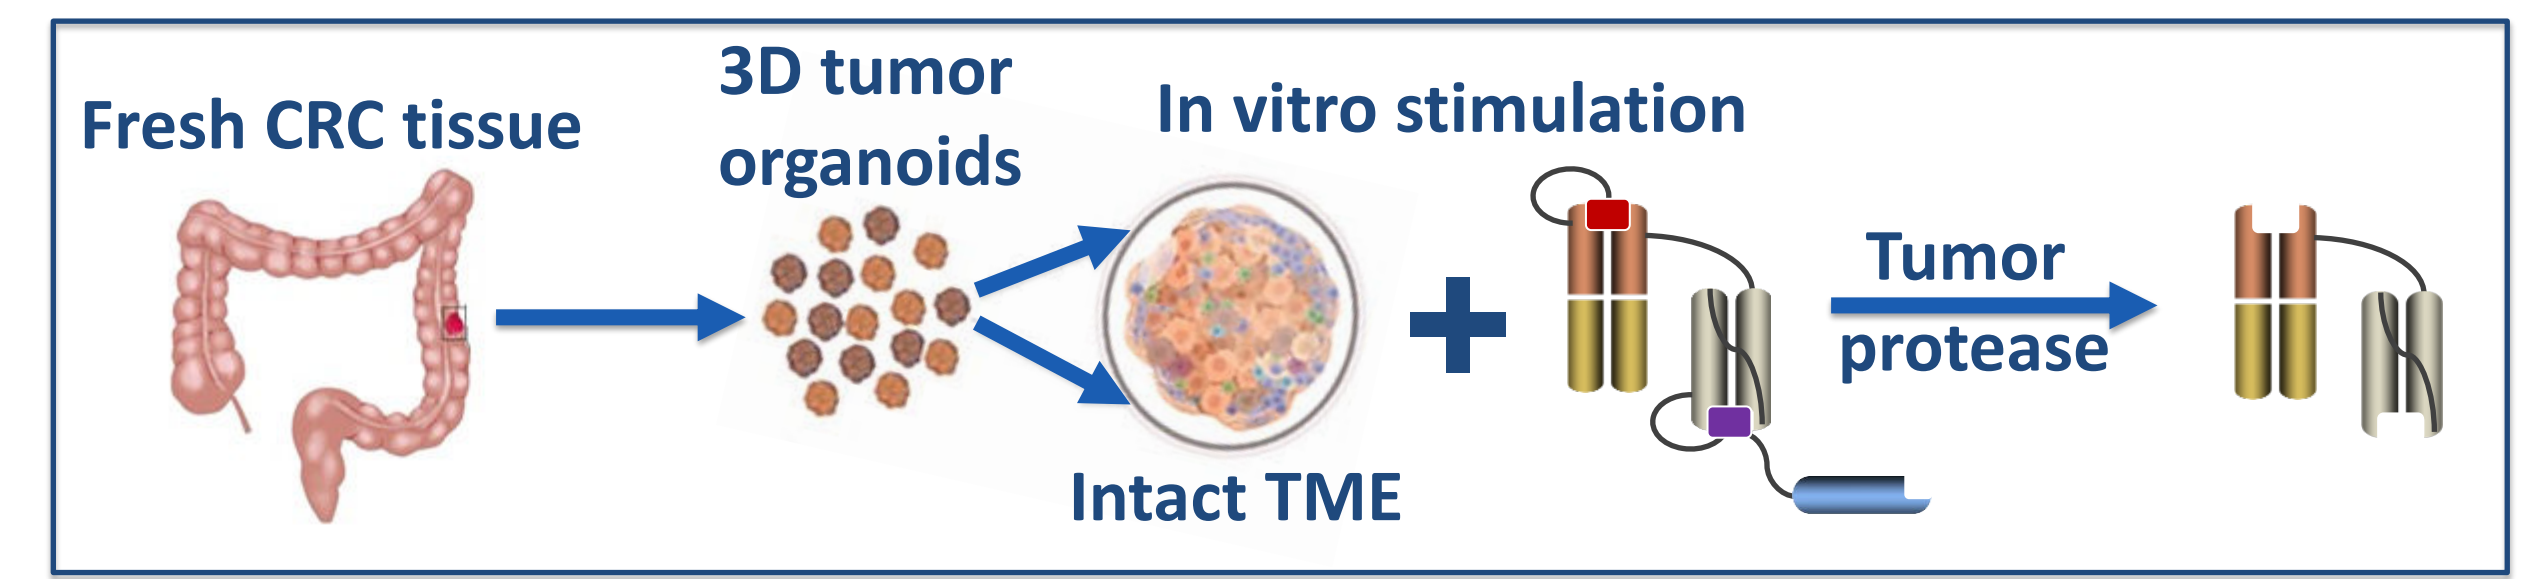 Fresh CRC tissue
3D tumor
organoids
In vitro stimulation
Intact TME
Tumor
protease